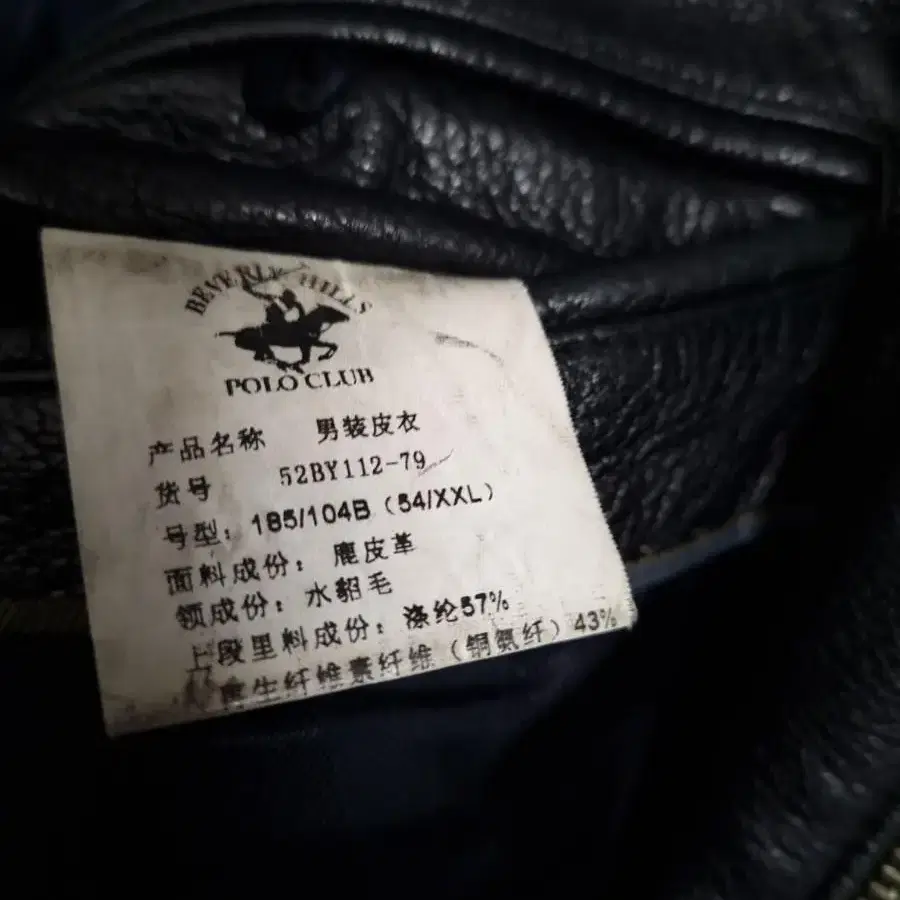 BEVERLY HILLS
POLO CLUB
产品名称 男装皮衣
货号 52BY112-79
号型: 185/104B (54/XXL)
面料成份: 鹿皮革
领成份: 水貂毛
上段里料成份: 涤纶57%
再生纤维素纤维 (铜氨纤) 43%